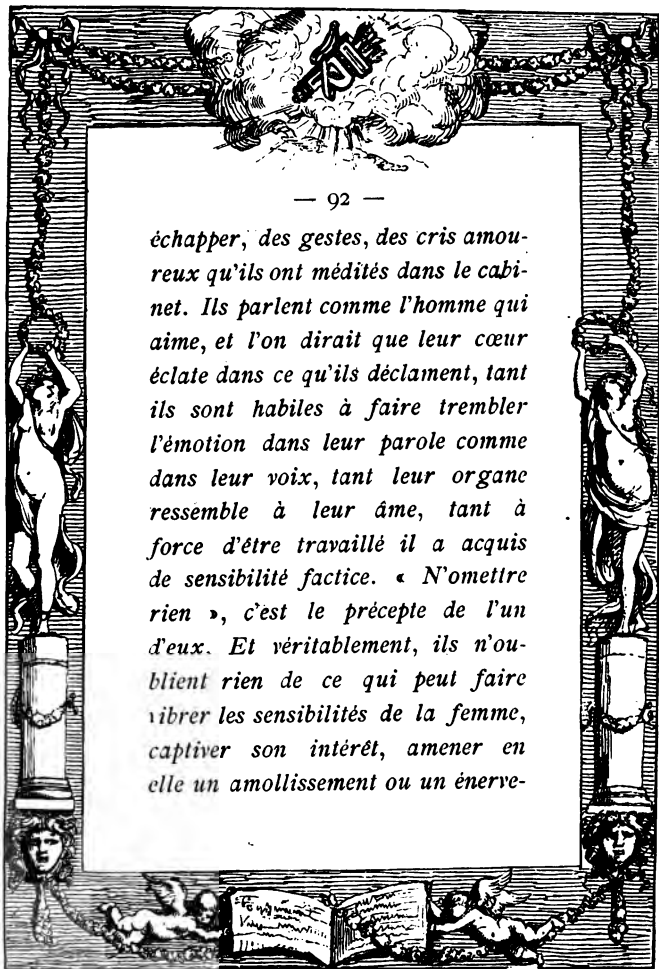 — 92 —
échapper, des gestes, des cris amou-
reux qu'ils ont médités dans le cabi-
net. Ils parlent comme l'homme qui
aime, et l'on dirait que leur cœur
éclate dans ce qu'ils déclament, tant
ils sont habiles à faire trembler
l'émotion dans leur parole comme
dans leur voix, tant leur organe
ressemble à leur âme, tant à
force d'être travaillé il a acquis
de sensibilité factice. « N'omettre
rien », c'est le précepte de l'un
d'eux. Et véritablement, ils n'ou-
blient rien de ce qui peut faire
vibrer les sensibilités de la femme,
captiver son intérêt, amener en
elle un amollissement ou un énerve-